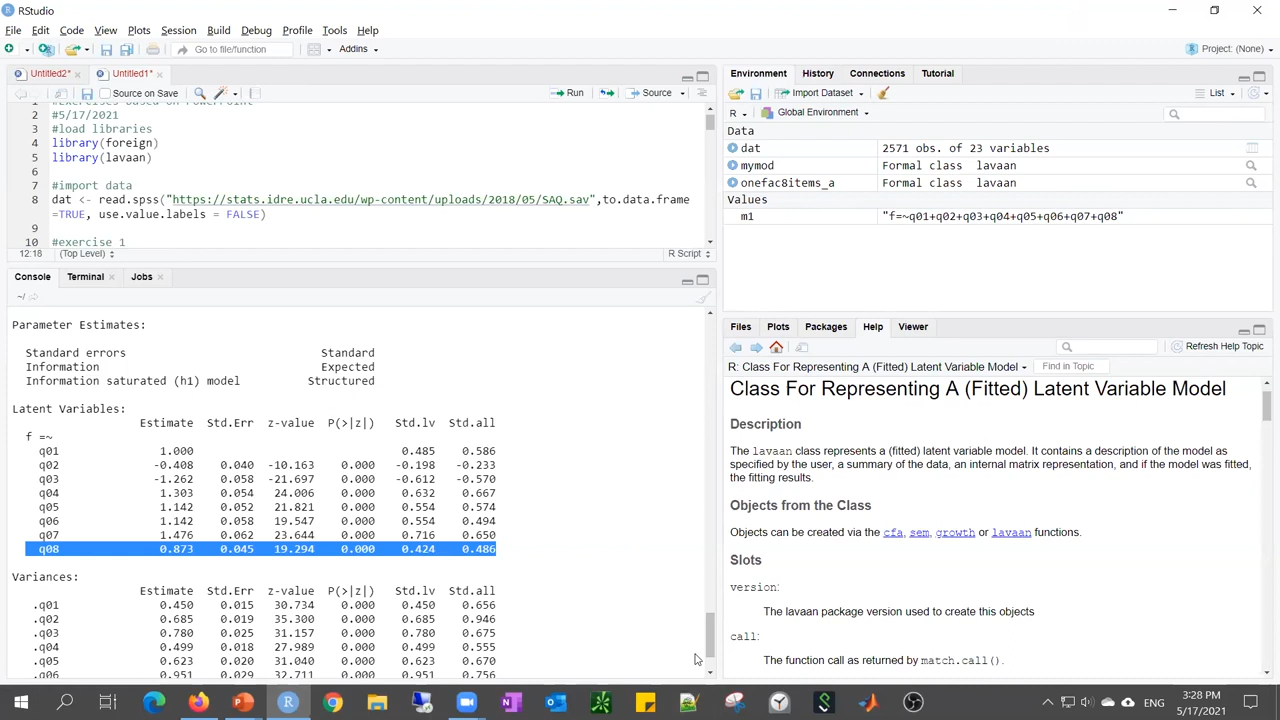 RStudio
File Edit Code View Plots Session Build Debug Profile Tools Help
Go to file/function Addins Project: (None)
Untitled2* Untitled1*
Source on Save Run Source
1 #Exercises based on PowerPoint
2 #5/17/2021
3 #load libraries
4 library(foreign)
5 library(lavaan)
6
7 #import data
8 dat <- read.spss("https://stats.idre.ucla.edu/wp-content/uploads/2018/05/SAQ.sav",to.data.frame
=TRUE, use.value.labels = FALSE)
9
10 #exercise 1
12:18 (Top Level) R Script
Console Terminal Jobs
~/
Parameter Estimates:
Standard errors Standard
Information Expected
Information saturated (h1) model Structured
Latent Variables:
Estimate Std.Err z-value P(>|z|) Std.lv Std.all
f =~
q01 1.000 0.485 0.586
q02 -0.408 0.040 -10.163 0.000 -0.198 -0.233
q03 -1.262 0.058 -21.697 0.000 -0.612 -0.570
q04 1.303 0.054 24.006 0.000 0.632 0.667
q05 1.142 0.052 21.821 0.000 0.554 0.574
q06 1.142 0.058 19.547 0.000 0.554 0.494
q07 1.476 0.062 23.644 0.000 0.716 0.650
q08 0.873 0.045 19.294 0.000 0.424 0.486
Variances:
Estimate Std.Err z-value P(>|z|) Std.lv Std.all
.q01 0.450 0.015 30.734 0.000 0.450 0.656
.q02 0.685 0.019 35.300 0.000 0.685 0.946
.q03 0.780 0.025 31.157 0.000 0.780 0.675
.q04 0.499 0.018 27.989 0.000 0.499 0.555
.q05 0.623 0.020 31.040 0.000 0.623 0.670
.q06 0.951 0.029 32.711 0.000 0.951 0.756
Environment History Connections Tutorial
Import Dataset List
R Global Environment
Data
dat 2571 obs. of 23 variables
mymod Formal class lavaan
onefac8items_a Formal class lavaan
Values
m1 "f=~q01+q02+q03+q04+q05+q06+q07+q08"
Files Plots Packages Help Viewer
Refresh Help Topic
R: Class For Representing A (Fitted) Latent Variable Model Find in Topic
Class For Representing A (Fitted) Latent Variable Model
Description
The lavaan class represents a (fitted) latent variable model. It contains a description of the model as
specified by the user, a summary of the data, an internal matrix representation, and if the model was fitted,
the fitting results.
Objects from the Class
Objects can be created via the cfa, sem, growth or lavaan functions.
Slots
version:
The lavaan package version used to create this objects
call:
The function call as returned by match.call().
ENG
3:28 PM
5/17/2021